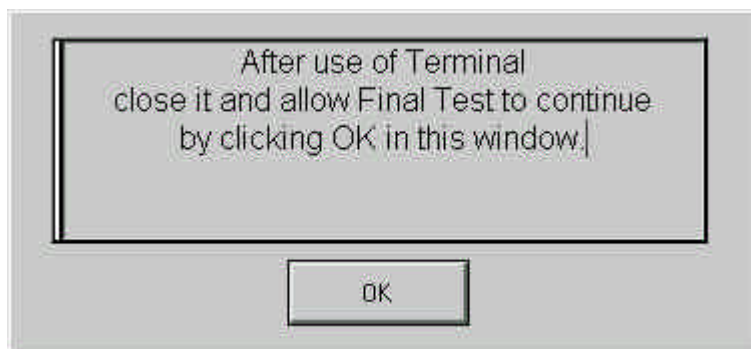 After use of Terminal
close it and allow Final Test to continue
by clicking OK in this window.
OK